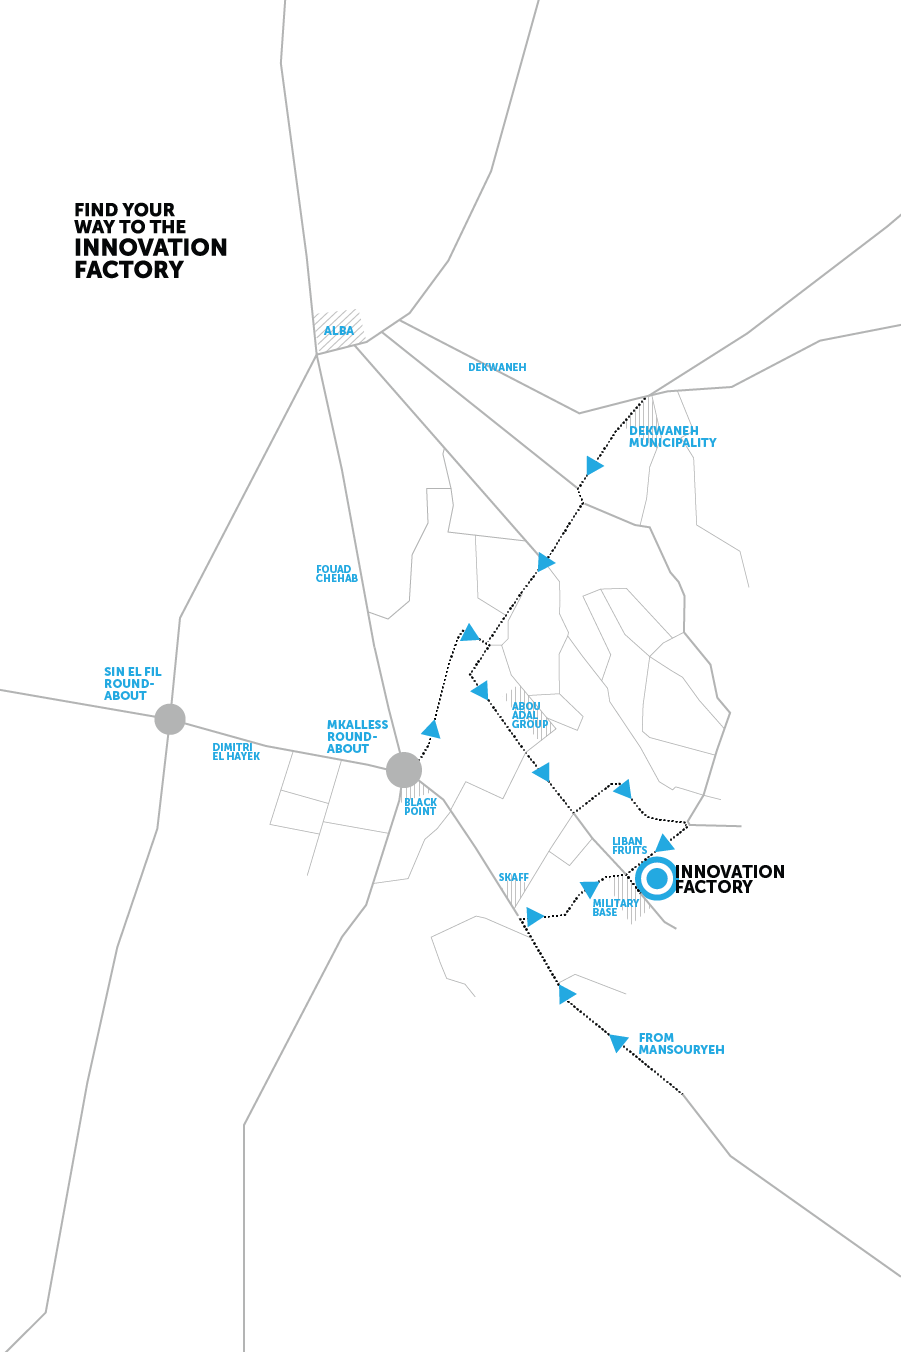 FIND YOUR
WAY TO THE
INNOVATION
FACTORY
ALBA
DEKWANEH
DEKWANEH
MUNICIPALITY
FOUAD
CHEHAB
SIN EL FIL
ROUND-
ABOUT
MKALLESS
ROUND-
ABOUT
ABOU
ADAL
GROUP
DIMITRI
EL HAYEK
BLACK
POINT
LIBAN
FRUITS
INNOVATION
FACTORY
SKAFF
MILITARY
BASE
FROM
MANSOURYEH